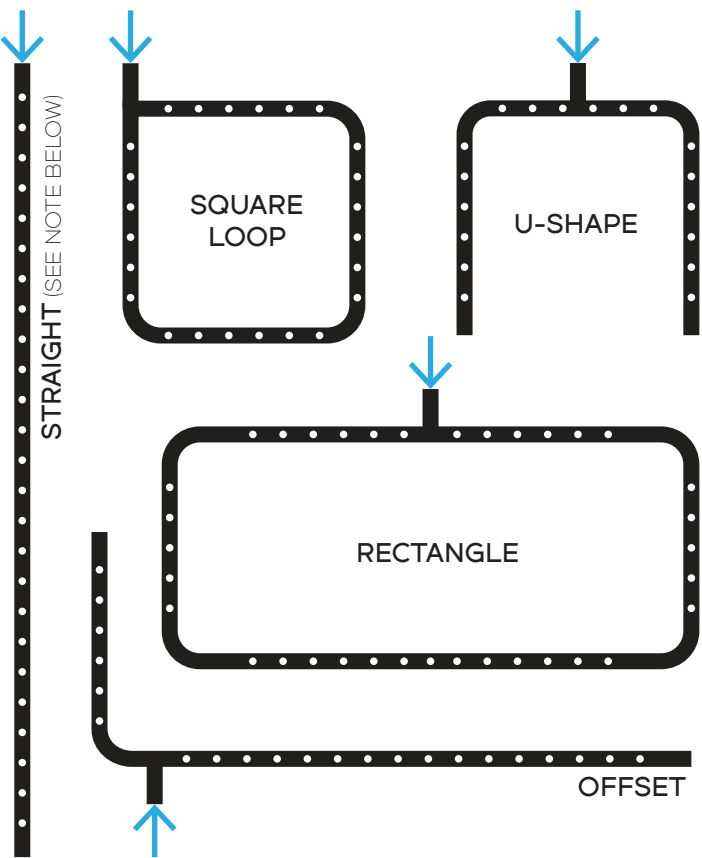 STRAIGHT (SEE NOTE BELOW)
SQUARE
LOOP
U-SHAPE
RECTANGLE
OFFSET